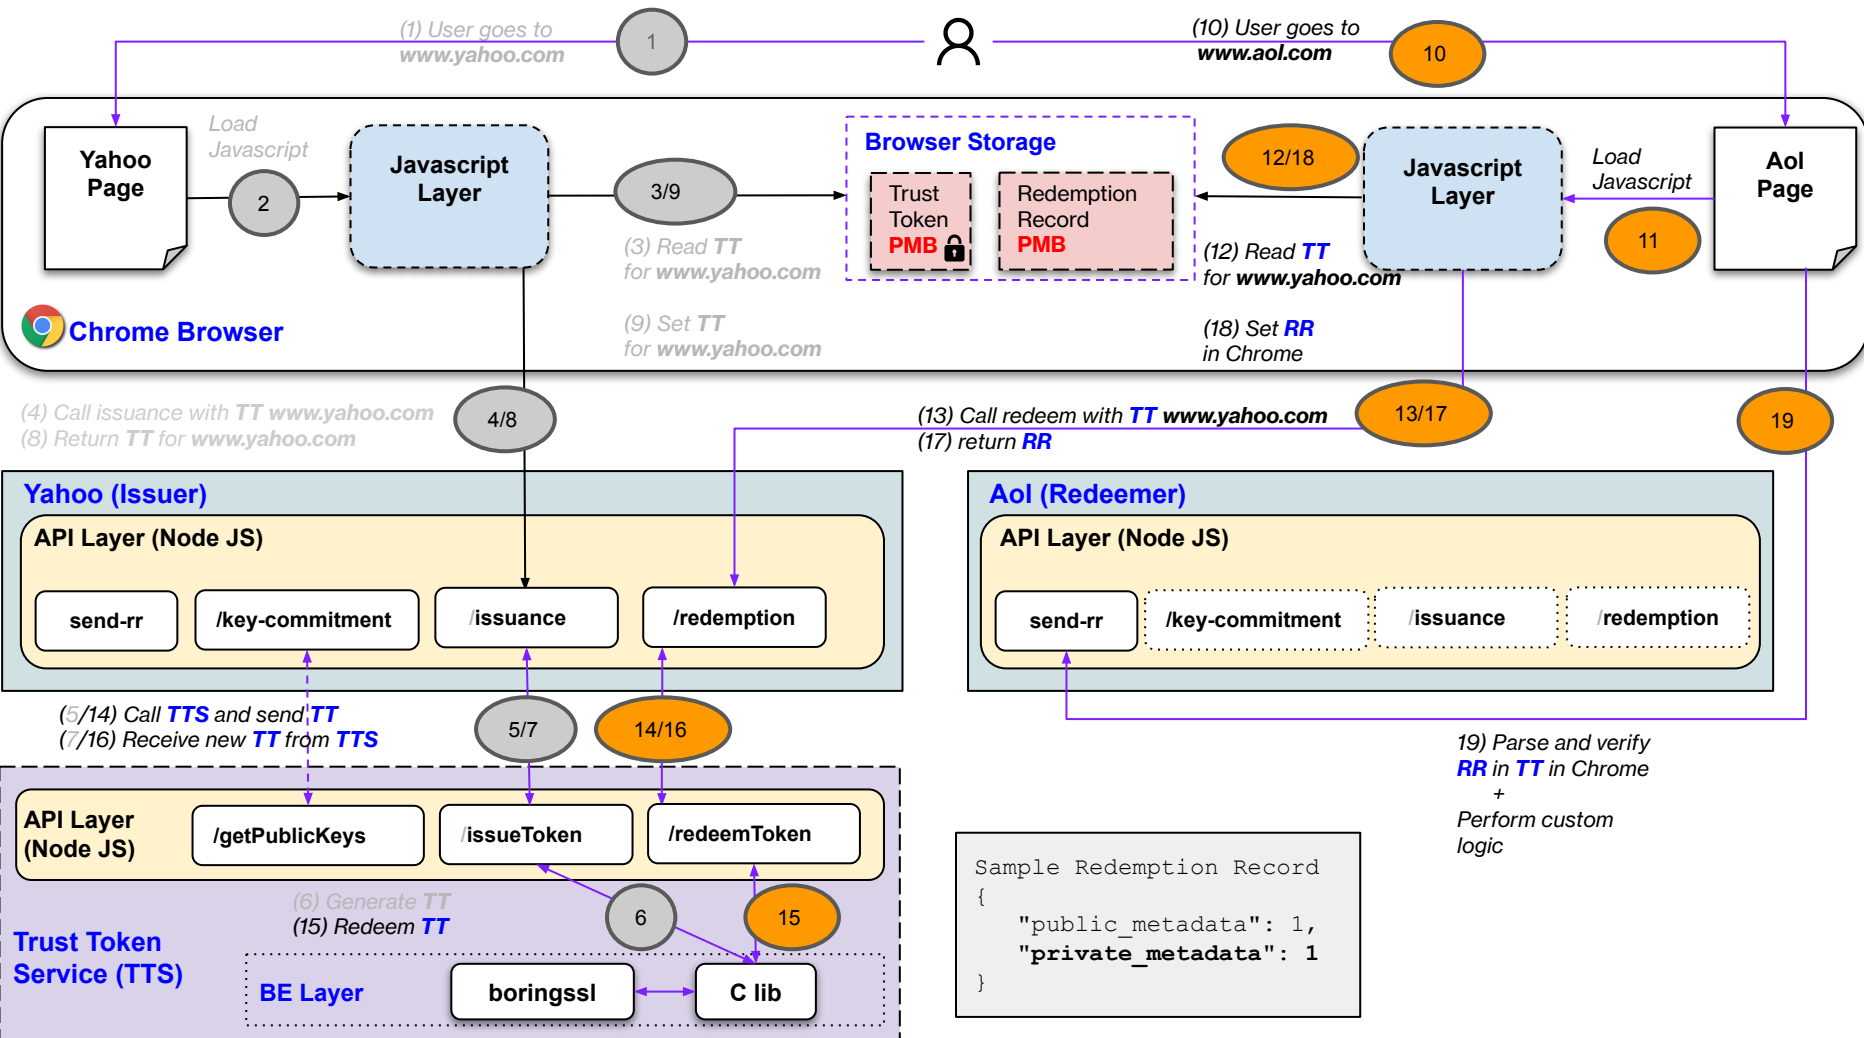 (1) User goes to
www.yahoo.com
1
(10) User goes to
www.aol.com
10
Yahoo
Page
Load
Javascript
2
Javascript
Layer
3/9
(3) Read TT
for www.yahoo.com
(9) Set TT
for www.yahoo.com
Browser Storage
Trust
Token
PMB
Redemption
Record
PMB
12/18
(12) Read TT
for www.yahoo.com
(18) Set RR
in Chrome
Javascript
Layer
Load
Javascript
11
Aol
Page
Chrome Browser
(4) Call issuance with TT www.yahoo.com
(8) Return TT for www.yahoo.com
4/8
(13) Call redeem with TT www.yahoo.com
(17) return RR
13/17
19
Yahoo (Issuer)
API Layer (Node JS)
send-rr
/key-commitment
/issuance
/redemption
Aol (Redeemer)
API Layer (Node JS)
send-rr
/key-commitment
/issuance
/redemption
(5/14) Call TTS and send TT
(7/16) Receive new TT from TTS
5/7
14/16
19) Parse and verify
RR in TT in Chrome
+
Perform custom
logic
API Layer
(Node JS)
/getPublicKeys
/issueToken
/redeemToken
(6) Generate TT
(15) Redeem TT
6
15
Trust Token
Service (TTS)
BE Layer
boringssl
C lib
Sample Redemption Record
{
"public_metadata": 1,
"private_metadata": 1
}